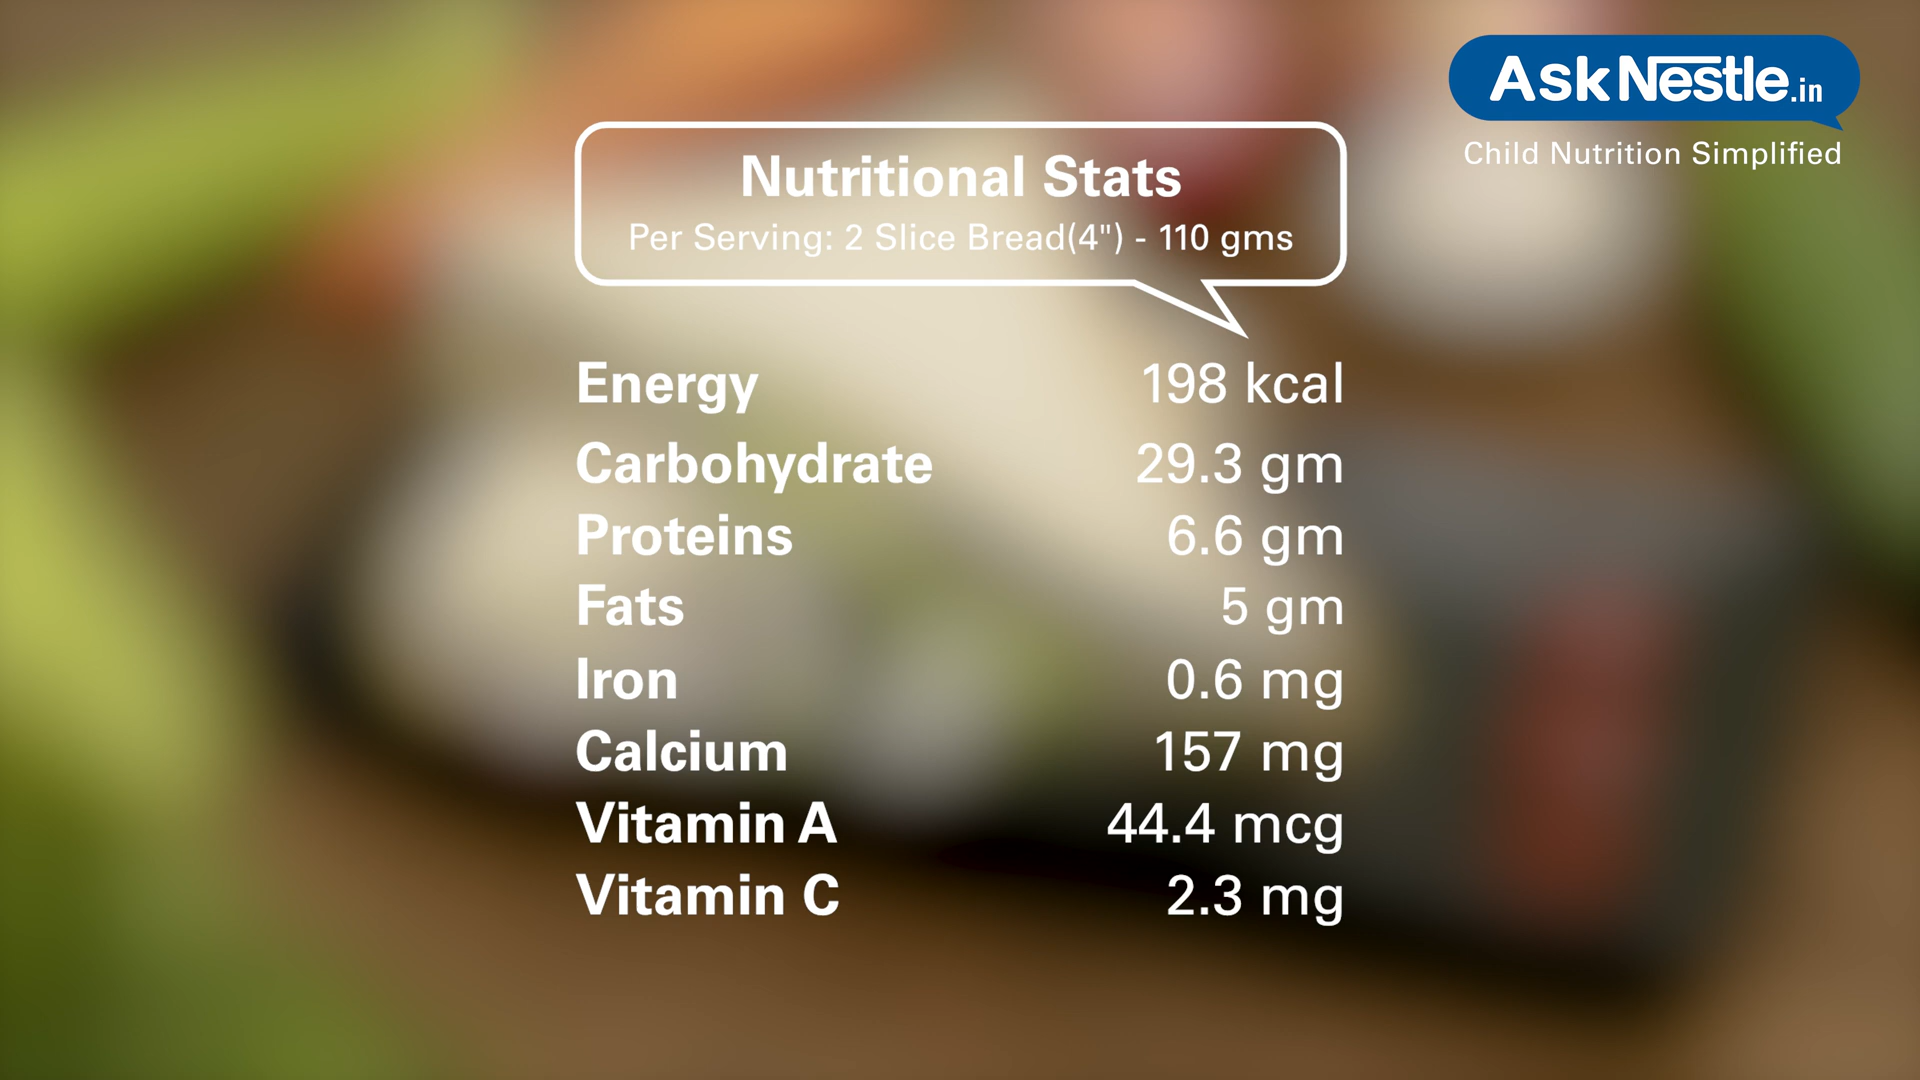 Ask Nestle.in
Child Nutrition Simplified
Nutritional Stats
Per Serving: 2 Slice Bread(4") - 110 gms
Energy 198 kcal
Carbohydrate 29.3 gm
Proteins 6.6 gm
Fats 5 gm
Iron 0.6 mg
Calcium 157 mg
Vitamin A 44.4 mcg
Vitamin C 2.3 mg